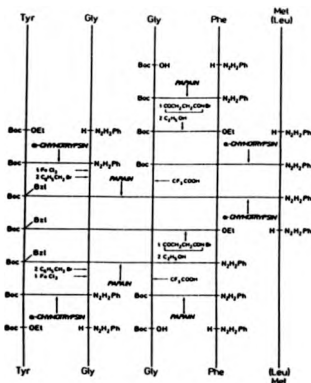 Met
Tyr Gly Gly Phe (Leu)
Boc OH H N₂H₂Ph
PAPAIN
Boc N₂H₂Ph
1 COCH₂CH₂CONBr
2 C₂H₅OH
Boc OEt H N₂H₂Ph Boc OEt H N₂H₂Ph
α-CHYMOTRYPSIN α-CHYMOTRYPSIN
Boc N₂H₂Ph Boc N₂H₂Ph
1 FeCl₃
2 C₆H₅CH₂Br PAPAIN CF₃COOH
Bzl
Boc N₂H₂Ph
α-CHYMOTRYPSIN
Bzl
Boc OEt H N₂H₂Ph
Bzl
1 COCH₂CH₂CONBr
2 C₂H₅OH
Boc N₂H₂Ph
2 C₆H₅CH₂Br
1 FeCl₃ PAPAIN CF₃COOH
Boc N₂H₂Ph Boc N₂H₂Ph
α-CHYMOTRYPSIN PAPAIN
Boc OEt H N₂H₂Ph Boc OH H N₂H₂Ph
Tyr Gly Gly Phe (Leu)
Met